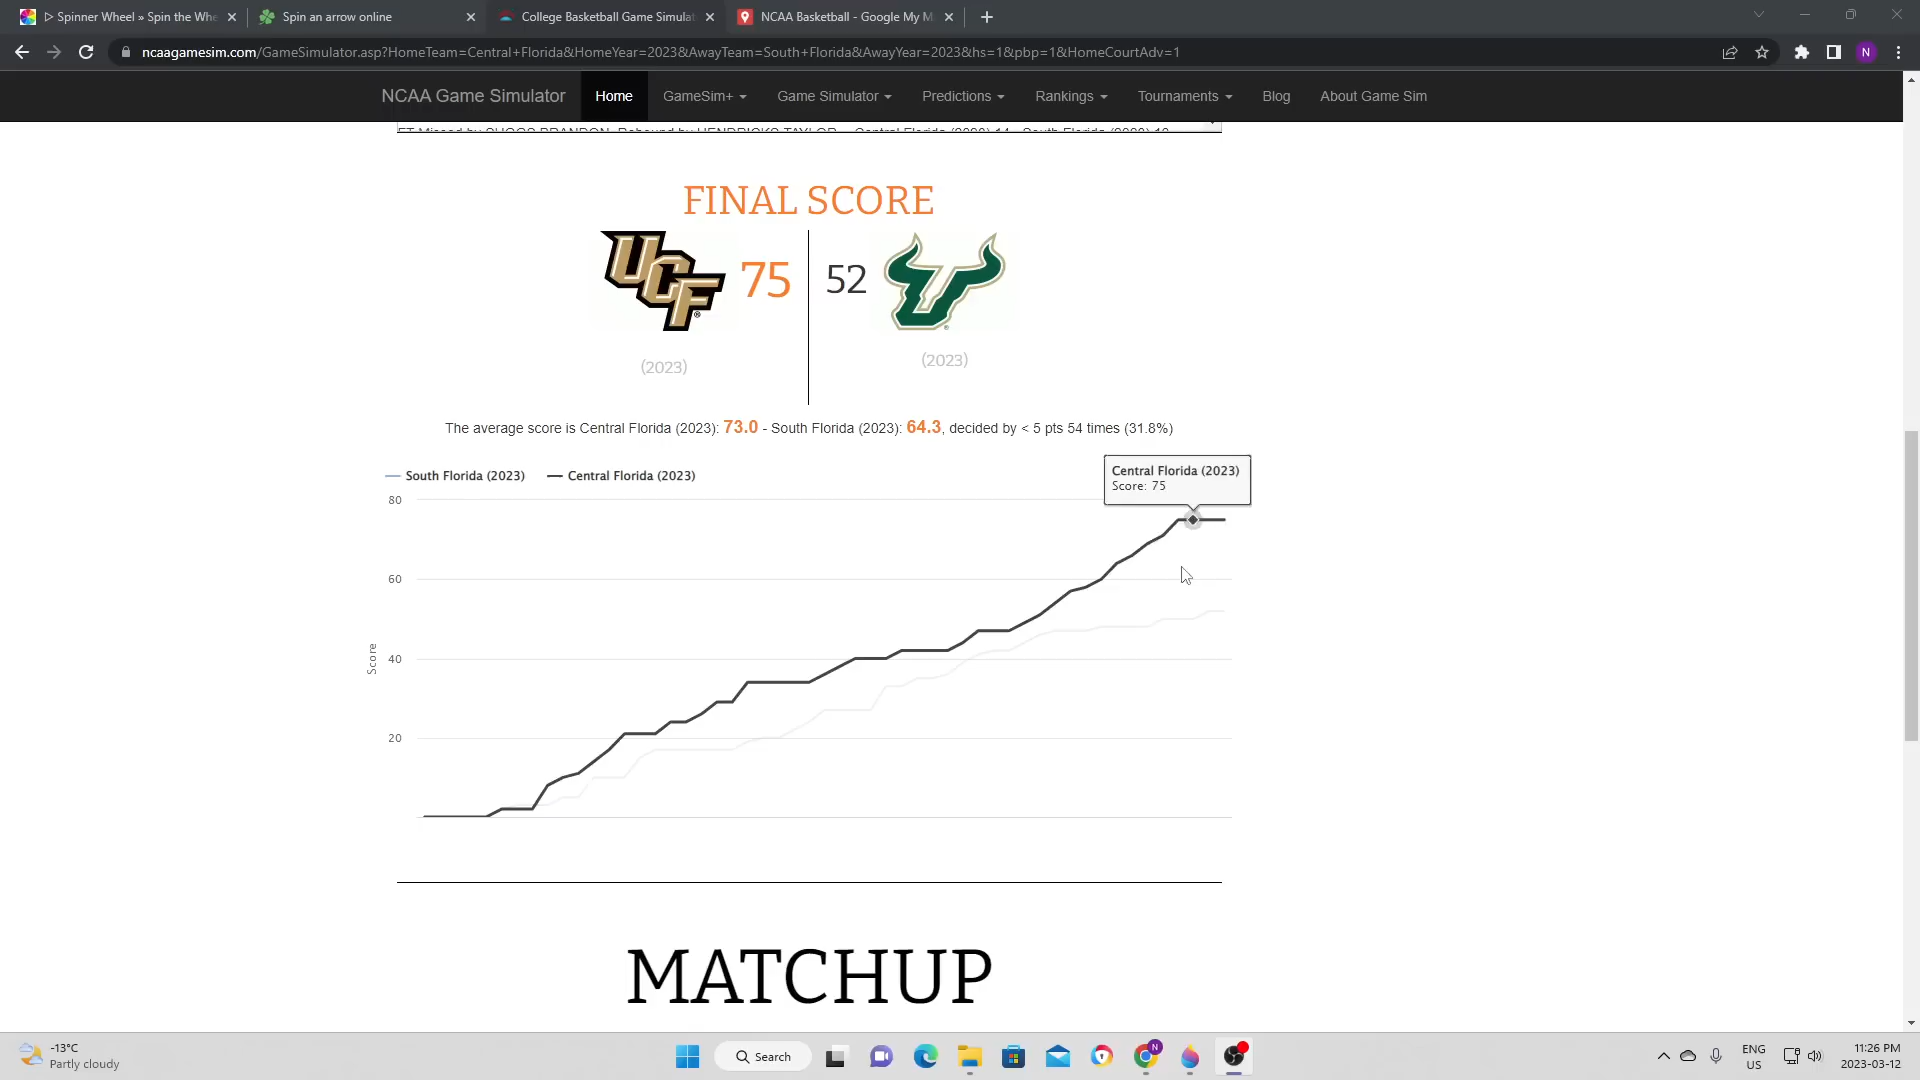 Spinner Wheel » Spin the Whe
Spin an arrow online
College Basketball Game Simulat
NCAA Basketball - Google My M
ncaagamesim.com/GameSimulator.asp?HomeTeam=Central+Florida&HomeYear=2023&AwayTeam=South+Florida&AwayYear=2023&hs=1&pbp=1&HomeCourtAdv=1
N
NCAA Game Simulator Home GameSim+ Game Simulator Predictions Rankings Tournaments Blog About Game Sim
FINAL SCORE
UCF 75 52
(2023) (2023)
The average score is Central Florida (2023): 73.0 - South Florida (2023): 64.3, decided by < 5 pts 54 times (31.8%)
South Florida (2023) Central Florida (2023)
Central Florida (2023)
Score: 75
80
60
40
20
Score
MATCHUP
-13°C
Partly cloudy
Search
N
ENG
US
11:26 PM
2023-03-12